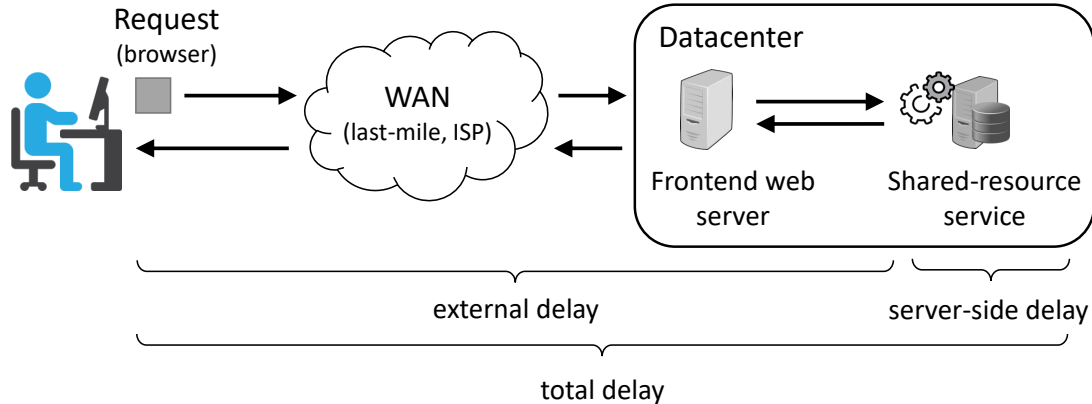 Request
(browser)
WAN
(last-mile, ISP)
Datacenter
Frontend web
server
Shared-resource
service
external delay
server-side delay
total delay